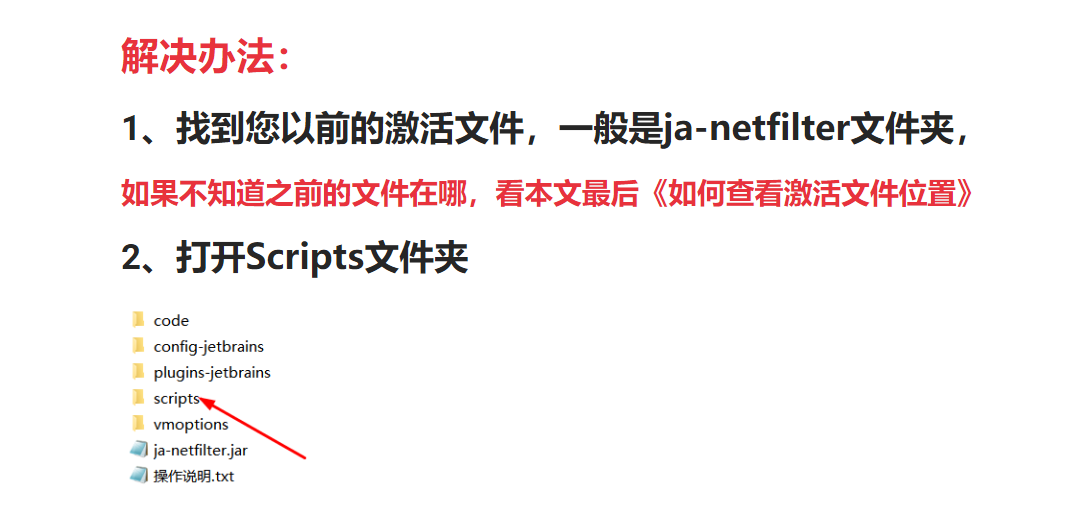 解决办法：
1、找到您以前的激活文件，一般是ja-netfilter文件夹，
如果不知道之前的文件在哪，看本文最后《如何查看激活文件位置》
2、打开Scripts文件夹
code
config-jetbrains
plugins-jetbrains
scripts
vmoptions
ja-netfilter.jar
操作说明.txt